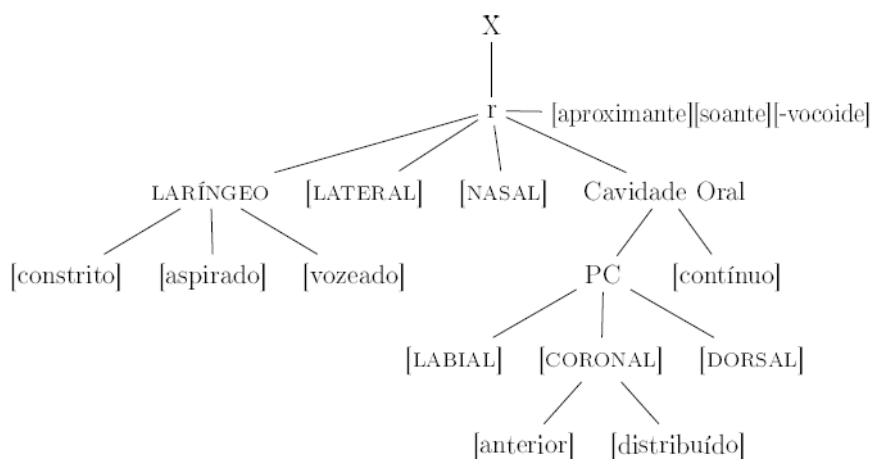 X
r [aproximante][soante][-vocoide]
LARÍNGEO [LATERAL] [NASAL] Cavidade Oral
[constrito] [aspirado] [vozeado] PC [contínuo]
[LABIAL] [CORONAL] [DORSAL]
[anterior] [distribuído]